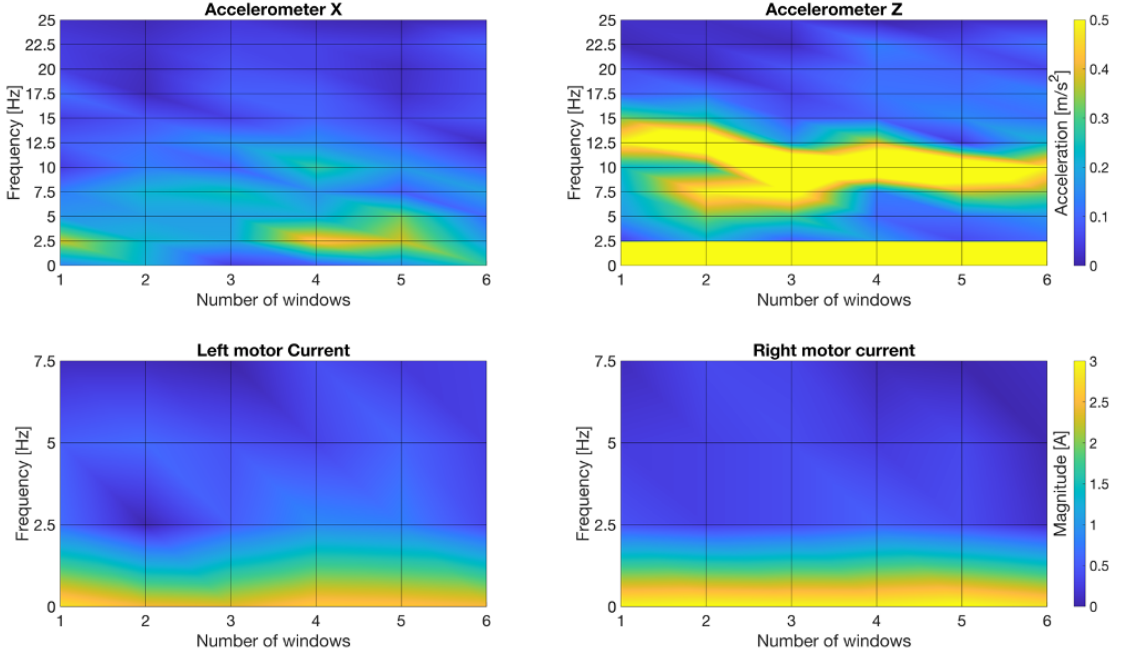 Accelerometer X
25
22.5
20
17.5
15
12.5
10
7.5
5
2.5
0
Frequency [Hz]
1 2 3 4 5 6
Number of windows
Accelerometer Z
25
22.5
20
17.5
15
12.5
10
7.5
5
2.5
0
Frequency [Hz]
1 2 3 4 5 6
Number of windows
0.5
0.4
0.3
0.2
0.1
0
Acceleration [m/s²]
Left motor Current
7.5
5
2.5
0
Frequency [Hz]
1 2 3 4 5 6
Number of windows
Right motor current
7.5
5
2.5
0
Frequency [Hz]
1 2 3 4 5 6
Number of windows
3
2.5
2
1.5
1
0.5
0
Magnitude [A]